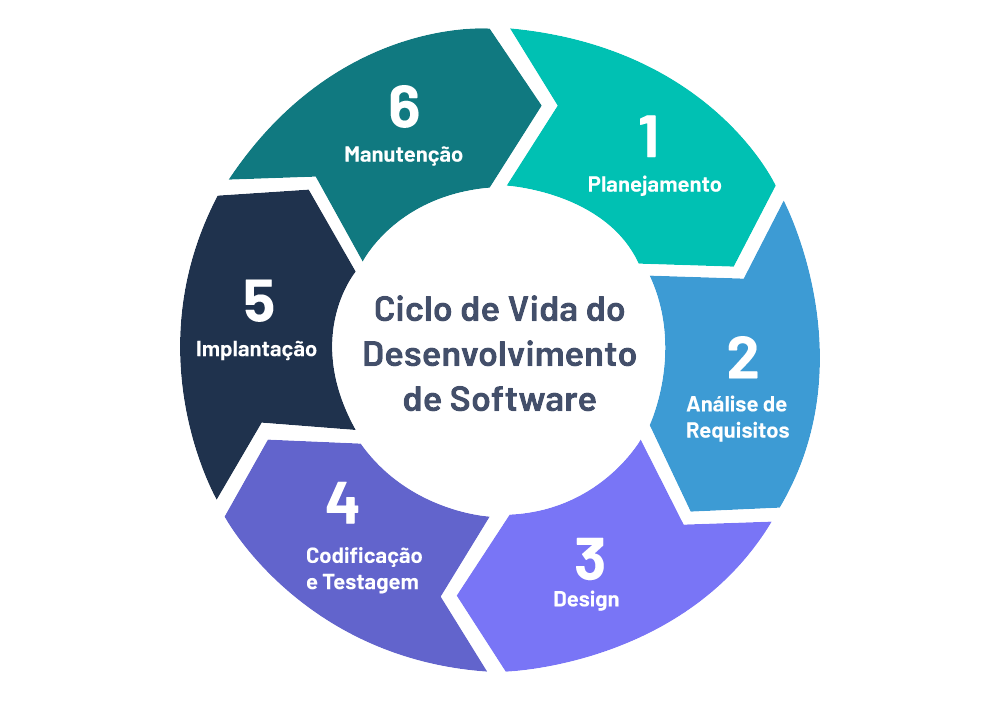 Ciclo de Vida do
Desenvolvimento
de Software
1
Planejamento
2
Análise de
Requisitos
3
Design
4
Codificação
e Testagem
5
Implantação
6
Manutenção